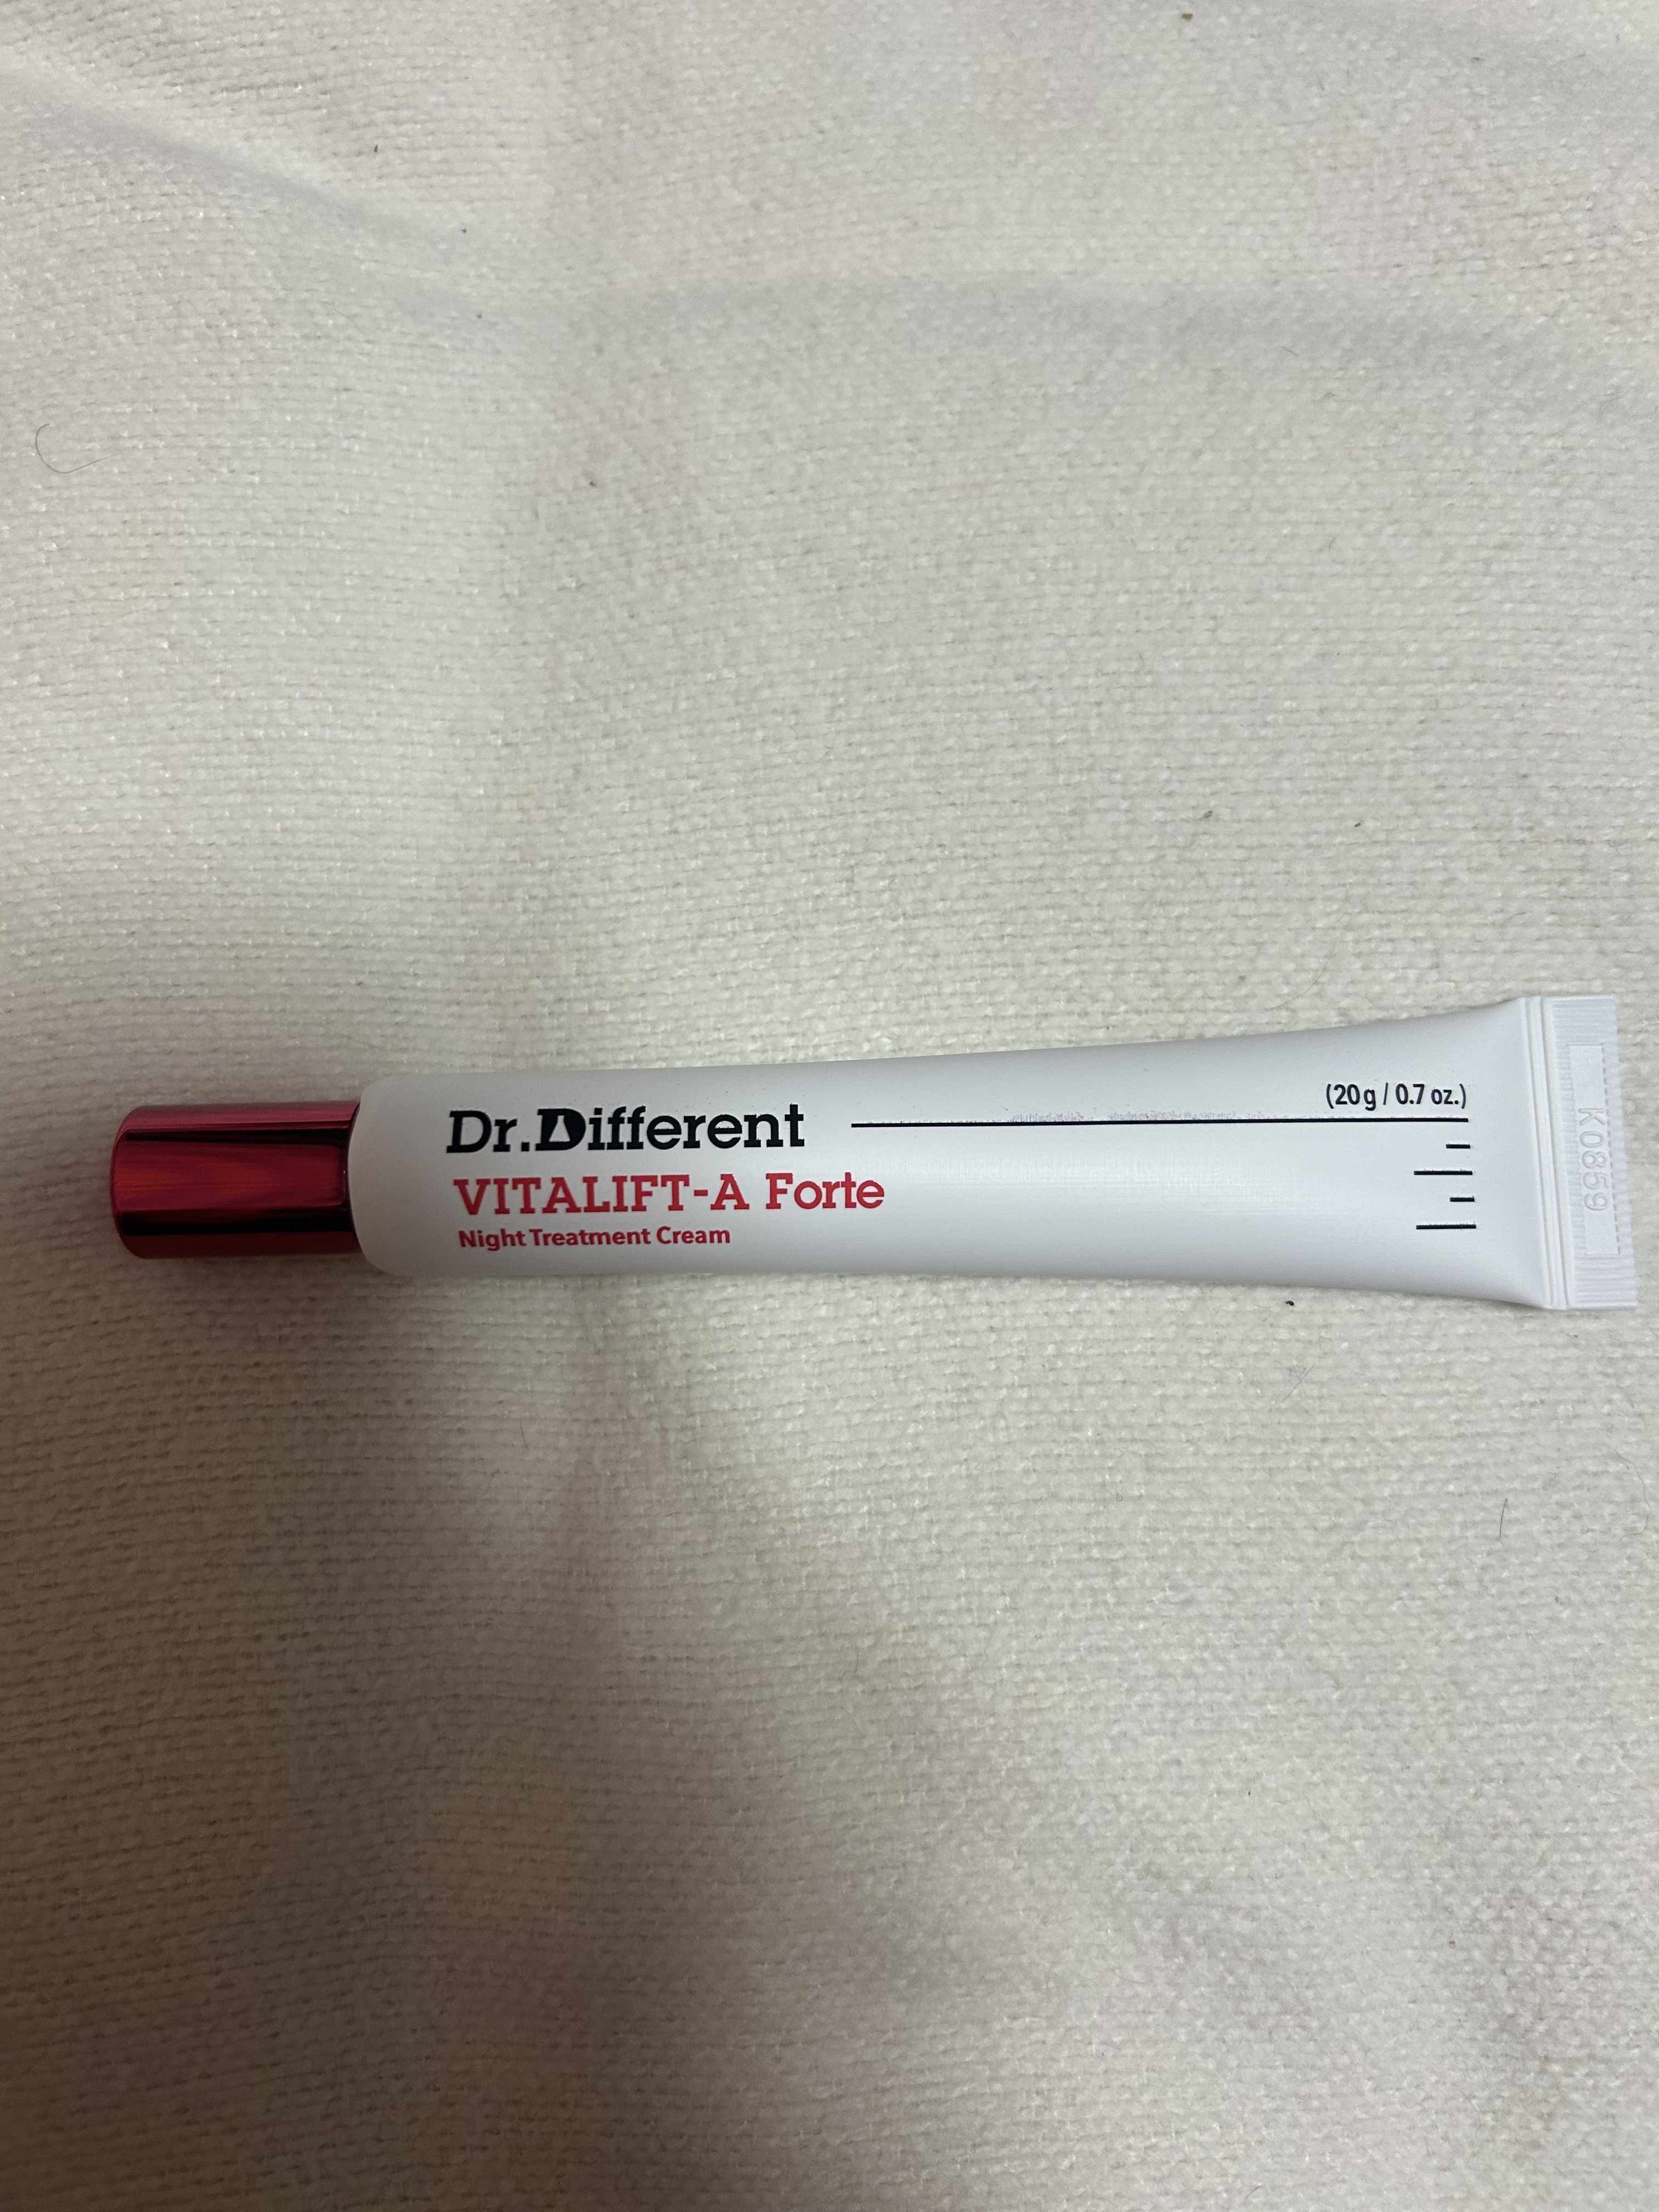 Dr.Different
VITALIFT-A Forte
Night Treatment Cream
(20g / 0.7 oz.)
K0859